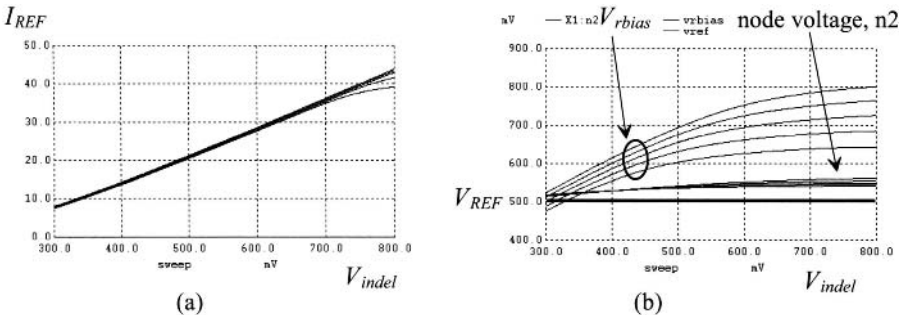 I_REF
50.0
40.0
30.0
20.0
10.0
0.0
300.0 400.0 500.0 600.0 700.0 800.0
sweep mV
V_indel
(a)
mV X1:n2 V_rbias vrbias node voltage, n2
vref
900.0
800.0
700.0
600.0
V_REF 500.0
400.0
300.0 400.0 500.0 600.0 700.0 800.0
sweep mV
V_indel
(b)